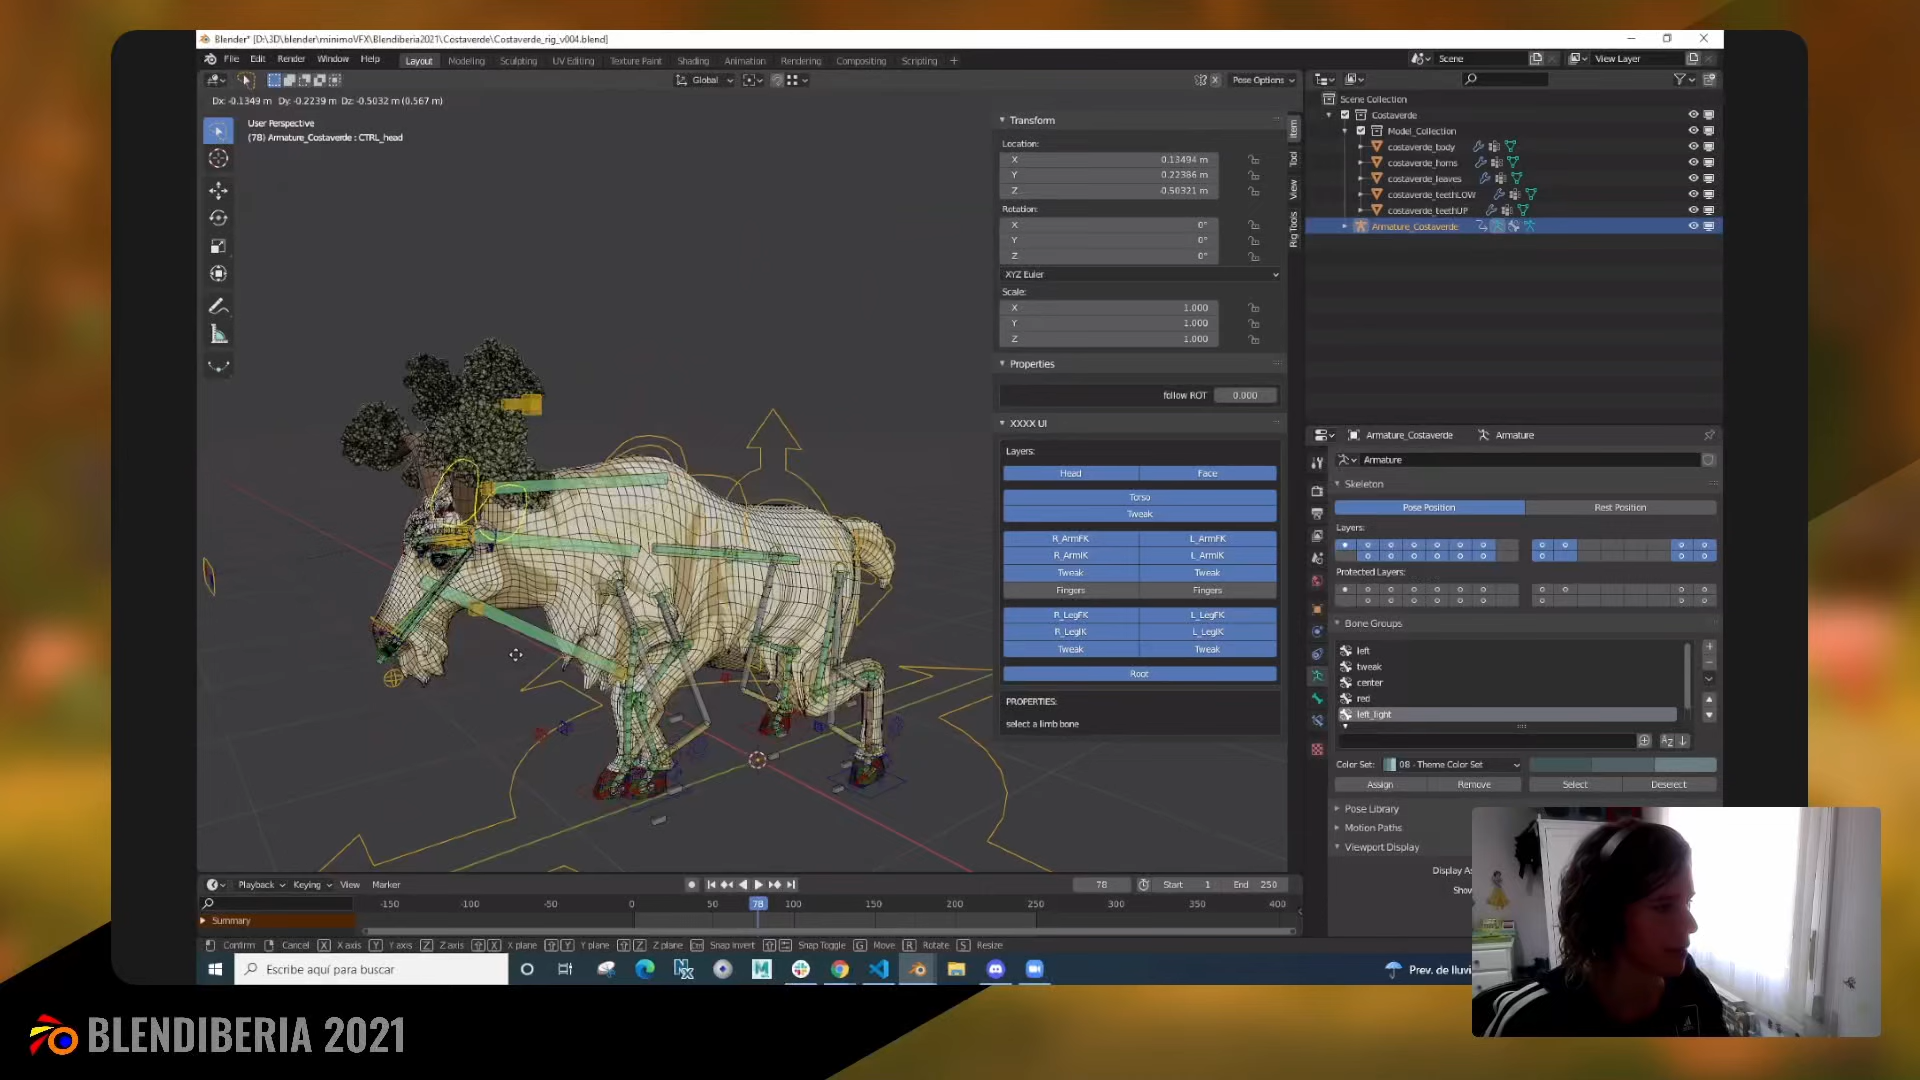 Blender* [D:\3D\blender\minimoVFX\Blendiberia2021\Costaverde\Costaverde_rig_v004.blend]
File Edit Render Window Help Layout Modeling Sculpting UV Editing Texture Paint Shading Animation Rendering Compositing Scripting + Scene View Layer
Global Pose Options
Dx: -0.1349 m Dy: -0.2239 m Dz: -0.5032 m (0.567 m)
User Perspective
(78) Armature_Costaverde : CTRL_head
Transform
Location:
X 0.13494 m
Y 0.22386 m
Z -0.50321 m
Rotation:
X 0°
Y 0°
Z 0°
XYZ Euler
Scale:
X 1.000
Y 1.000
Z 1.000
Properties
follow ROT 0.000
XXXX UI
Layers:
Head Face
Torso
Tweak
R_ArmFK L_ArmFK
R_ArmIK L_ArmIK
Tweak Tweak
Fingers Fingers
R_LegFK L_LegFK
R_LegIK L_LegIK
Tweak Tweak
Root
PROPERTIES:
select a limb bone
Item
Tool
View
Rig Tools
Scene Collection
Costaverde
Model_Collection
costaverde_body
costaverde_horns
costaverde_leaves
costaverde_teethLOW
costaverde_teethUP
Armature_Costaverde
Armature_Costaverde Armature
Armature
Skeleton
Pose Position Rest Position
Layers:
Protected Layers:
Bone Groups
left
tweak
center
red
left_light
Color Set: 08 - Theme Color Set
Assign Remove Select Deselect
Pose Library
Motion Paths
Viewport Display
Display As
Playback Keying View Marker 78 Start 1 End 250
-150 -100 -50 0 50 78 100 150 200 250 300 350 400
Summary
Confirm Cancel X X axis Y Y axis Z Z axis X X plane Y Y plane Z Z plane Snap Invert Snap Toggle G Move R Rotate S Resize
Escribe aquí para buscar
Prev. de lluvi
BLENDIBERIA 2021